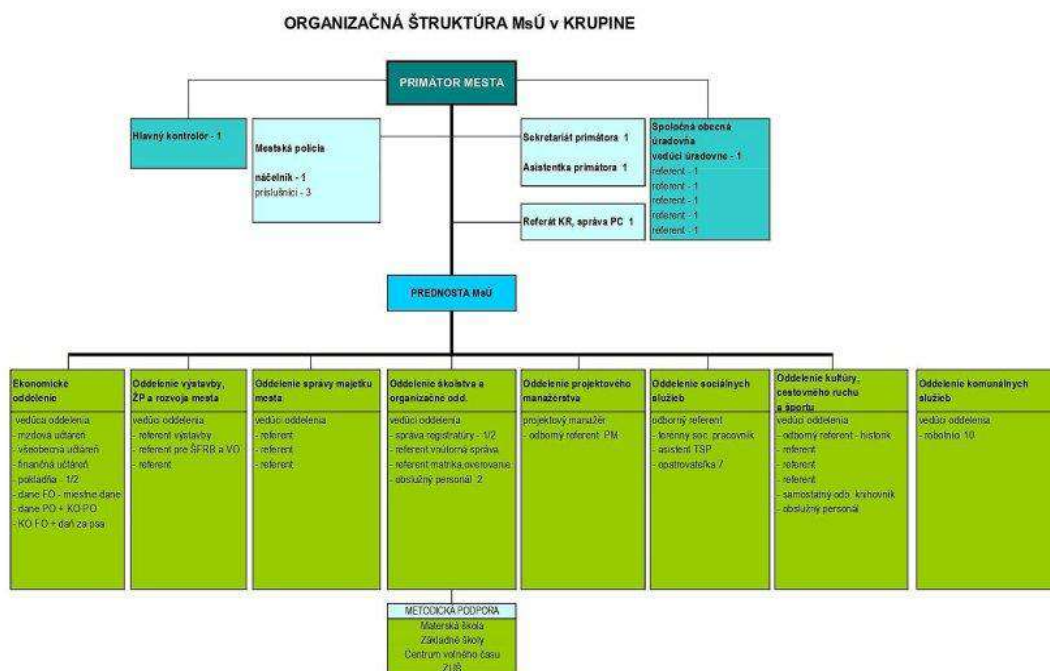 ORGANIZAČNÁ ŠTRUKTÚRA MsÚ v KRUPINE
PRIMÁTOR MESTA
Hlavný kontrolór - 1
Mestská polícia
náčelník - 1
príslušníci - 3
Sekretariát primátora 1
Asistentka primátora 1
Referát KR, správa PC 1
Spoločná obecná
úradovňa
vedúci úradovne - 1
referent - 1
referent - 1
referent - 1
referent - 1
referent - 1
PREDNOSTA MsÚ
Ekonomické
oddelenie
vedúca oddelenia
- mzdová učtáreň
- všeobecná učtáreň
- finančná učtáreň
- pokladňa - 1/2
- dane FO - miestne dane
- dane PO + KO PO
- KO FO + daň za psa
Oddelenie výstavby,
ŽP a rozvoja mesta
vedúci oddelenia
- referent výstavby
- referent pre ŠFRB a VO
- referent
Oddelenie správy majetku
mesta
vedúci oddelenia
- referent
- referent
- referent
Oddelenie školstva a
organizačné odd.
vedúci oddelenia
- správa registratúry - 1/2
- referent vnútorná správa
- referent matrika,overovanie
- obslužný personál 2
Oddelenie projektového
manažérstva
projektový manažér
- odborný referent PM
Oddelenie sociálnych
služieb
odborný referent
- terénny soc. pracovník
- asistent TSP
- opatrovateľka 7
Oddelenie kultúry,
cestovného ruchu
a športu
vedúci oddelenia
- odborný referent - historik
- referent
- referent
- referent
- samostatný odb. knihovník
- obslužný personál
Oddelenie komunálnych
služieb
vedúci oddelenia
- robotníci 10
METODICKÁ PODPORA
Materská škola
Základné školy
Centrum voľného času
ZUŠ